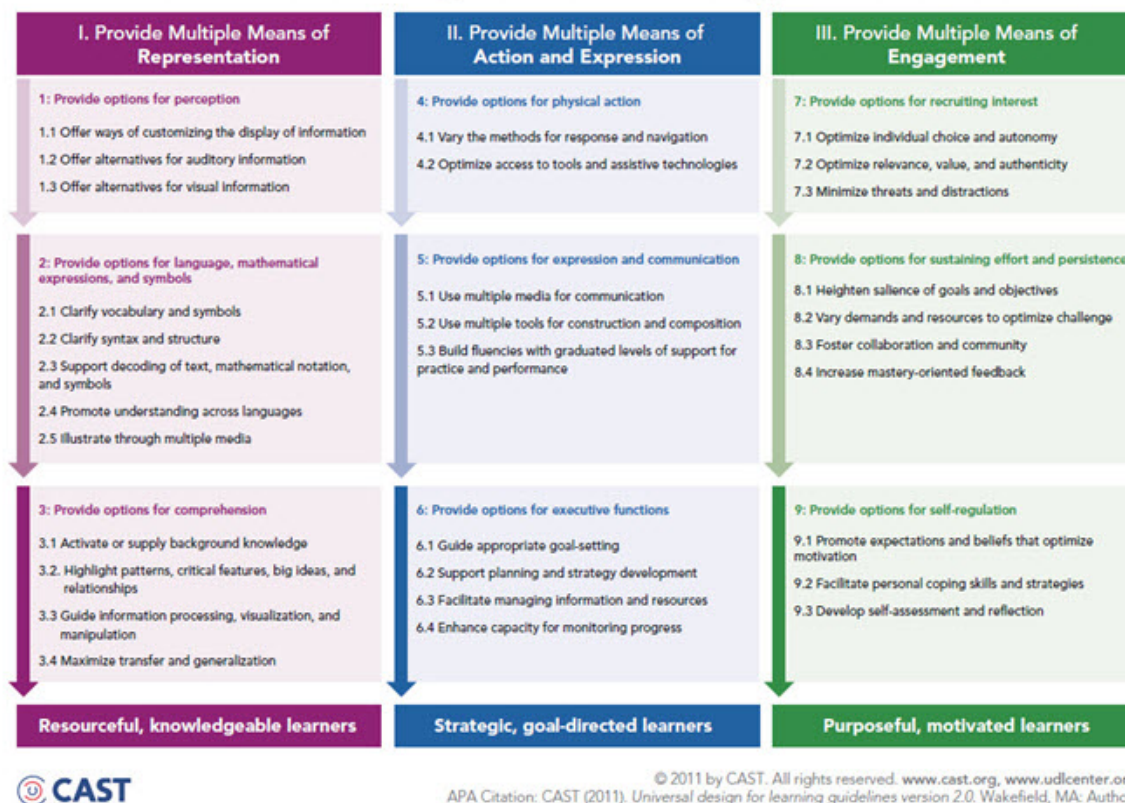 I. Provide Multiple Means of
Representation
1: Provide options for perception
1.1 Offer ways of customizing the display of information
1.2 Offer alternatives for auditory information
1.3 Offer alternatives for visual information
2: Provide options for language, mathematical
expressions, and symbols
2.1 Clarify vocabulary and symbols
2.2 Clarify syntax and structure
2.3 Support decoding of text, mathematical notation,
and symbols
2.4 Promote understanding across languages
2.5 Illustrate through multiple media
3: Provide options for comprehension
3.1 Activate or supply background knowledge
3.2. Highlight patterns, critical features, big ideas, and
relationships
3.3 Guide information processing, visualization, and
manipulation
3.4 Maximize transfer and generalization
Resourceful, knowledgeable learners
II. Provide Multiple Means of
Action and Expression
4: Provide options for physical action
4.1 Vary the methods for response and navigation
4.2 Optimize access to tools and assistive technologies
5: Provide options for expression and communication
5.1 Use multiple media for communication
5.2 Use multiple tools for construction and composition
5.3 Build fluencies with graduated levels of support for
practice and performance
6: Provide options for executive functions
6.1 Guide appropriate goal-setting
6.2 Support planning and strategy development
6.3 Facilitate managing information and resources
6.4 Enhance capacity for monitoring progress
Strategic, goal-directed learners
III. Provide Multiple Means of
Engagement
7: Provide options for recruiting interest
7.1 Optimize individual choice and autonomy
7.2 Optimize relevance, value, and authenticity
7.3 Minimize threats and distractions
8: Provide options for sustaining effort and persistence
8.1 Heighten salience of goals and objectives
8.2 Vary demands and resources to optimize challenge
8.3 Foster collaboration and community
8.4 Increase mastery-oriented feedback
9: Provide options for self-regulation
9.1 Promote expectations and beliefs that optimize
motivation
9.2 Facilitate personal coping skills and strategies
9.3 Develop self-assessment and reflection
Purposeful, motivated learners
CAST
© 2011 by CAST. All rights reserved. www.cast.org, www.udlcenter.or
APA Citation: CAST (2011). Universal design for learning guidelines version 2.0. Wakefield, MA: Autho